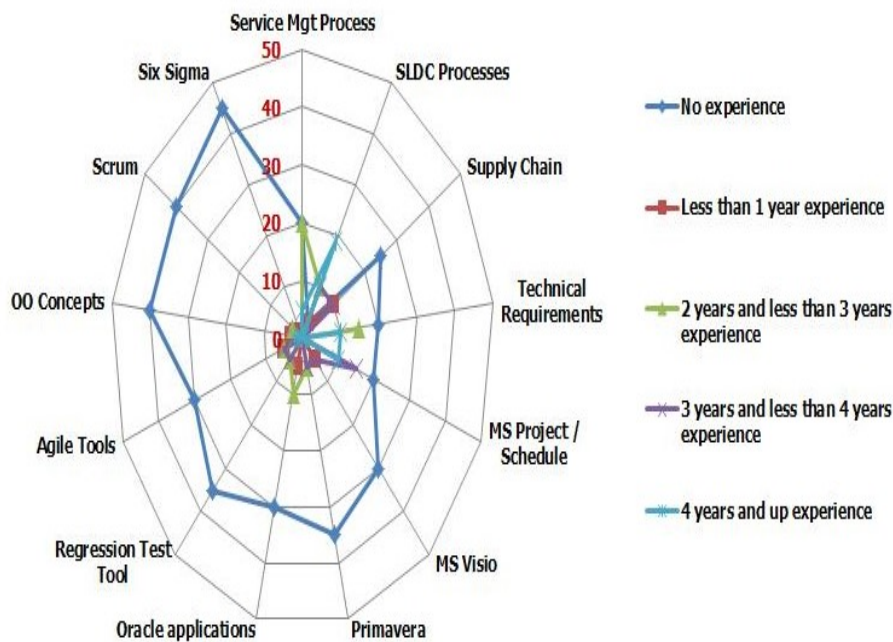 Service Mgt Process
50
Six Sigma
SLDC Processes
40
No experience
Scrum
30
Supply Chain
20
Less than 1 year experience
10
OO Concepts
Technical
Requirements
0
2 years and less than 3 years
experience
Agile Tools
MS Project /
Schedule
3 years and less than 4 years
experience
4 years and up experience
Regression Test
Tool
MS Visio
Oracle applications
Primavera